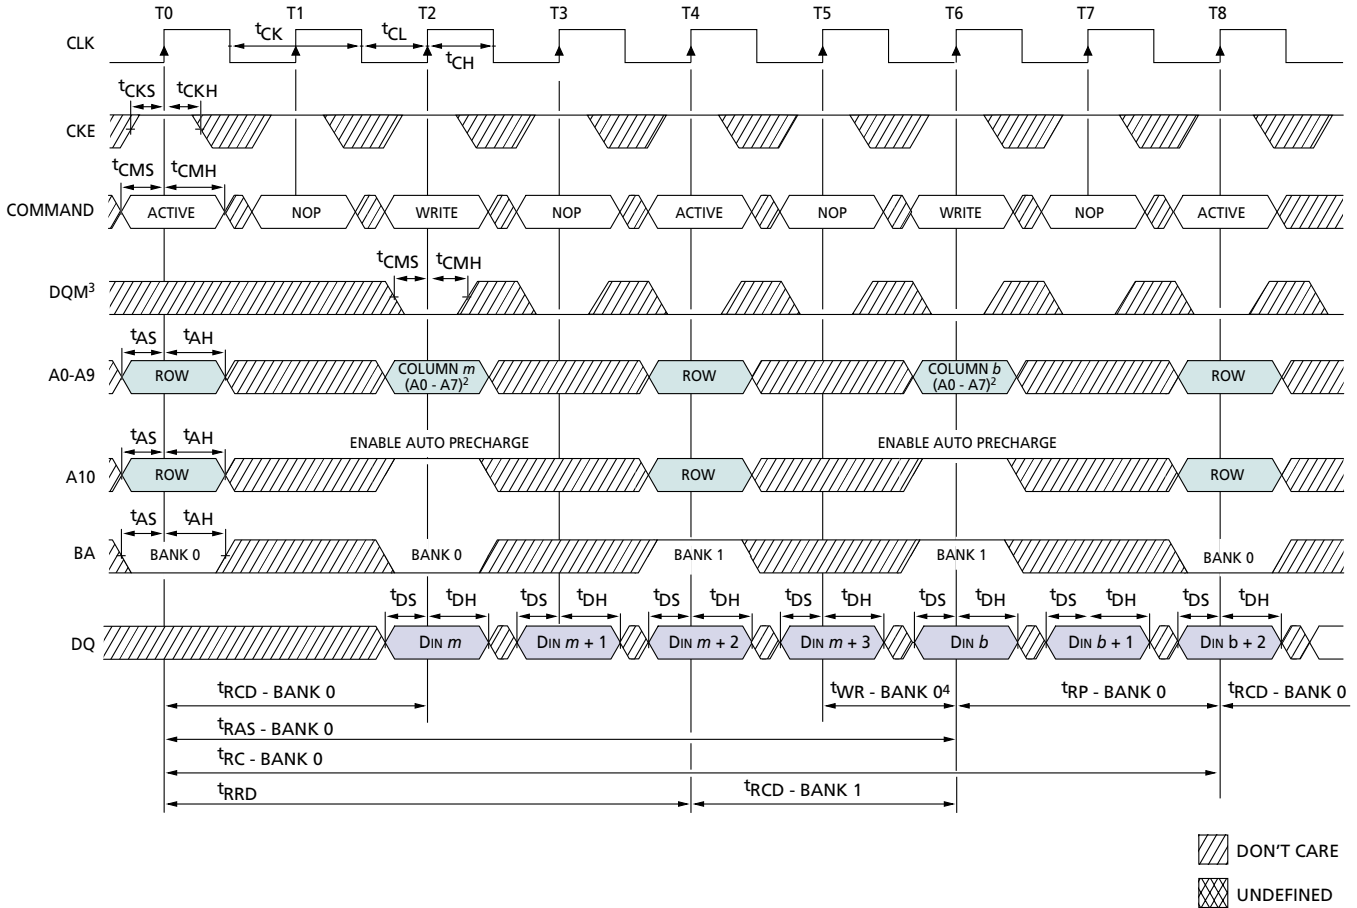 T0 T1 T2 T3 T4 T5 T6 T7 T8
CLK tCK tCL tCH
tCKS tCKH
CKE
tCMS tCMH
COMMAND ACTIVE NOP WRITE NOP ACTIVE NOP WRITE NOP ACTIVE
tCMS tCMH
DQM3
tAS tAH
A0-A9 ROW COLUMN m ROW COLUMN b ROW
(A0 - A7)2 (A0 - A7)2
tAS tAH ENABLE AUTO PRECHARGE ENABLE AUTO PRECHARGE
A10 ROW ROW ROW
tAS tAH
BA BANK 0 BANK 0 BANK 1 BANK 1 BANK 0
tDS tDH tDS tDH tDS tDH tDS tDH tDS tDH tDS tDH tDS tDH
DQ DIN m DIN m + 1 DIN m + 2 DIN m + 3 DIN b DIN b + 1 DIN b + 2
tRCD - BANK 0 tWR - BANK 04 tRP - BANK 0 tRCD - BANK 0
tRAS - BANK 0
tRC - BANK 0
tRRD tRCD - BANK 1
DON'T CARE
UNDEFINED